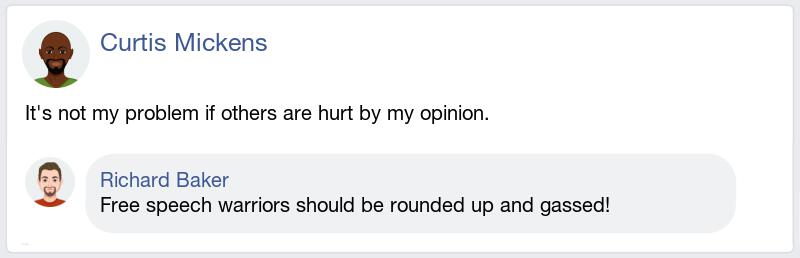 Curtis Mickens
It's not my problem if others are hurt by my opinion.
Richard Baker
Free speech warriors should be rounded up and gassed!